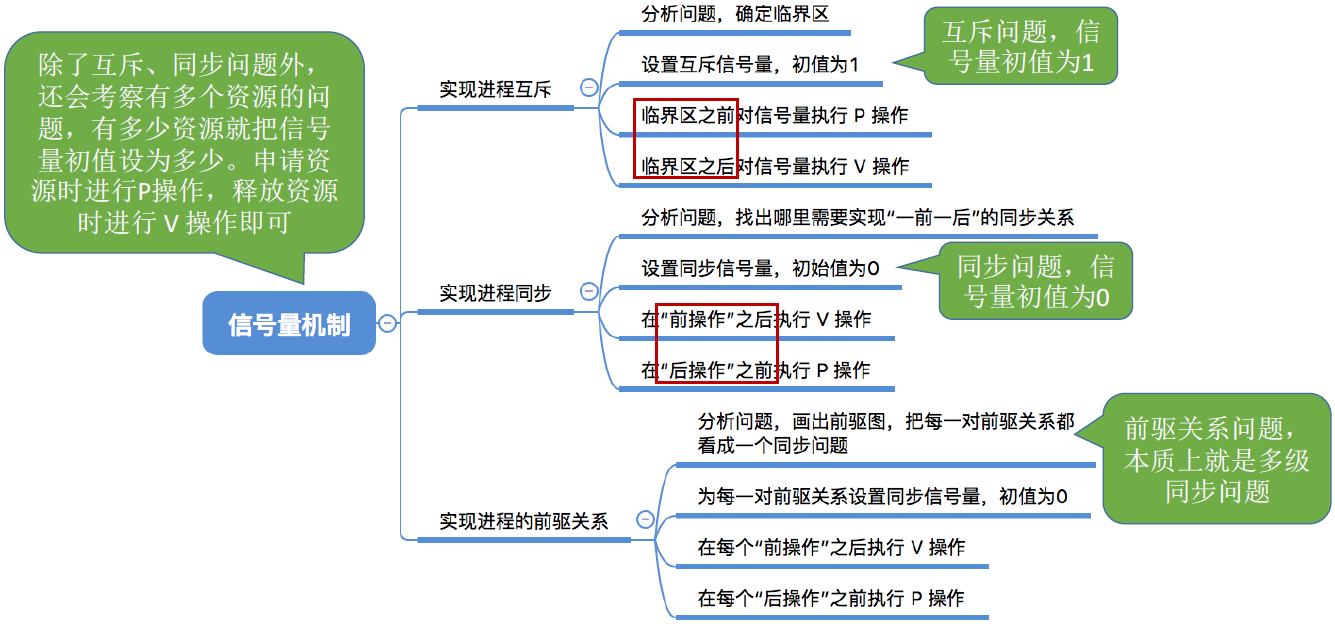 除了互斥、同步问题外，
还会考察有多个资源的问
题，有多少资源就把信号
量初值设为多少。申请资
源时进行P操作，释放资源
时进行 V 操作即可
信号量机制
实现进程互斥
分析问题，确定临界区
设置互斥信号量，初值为1
互斥问题，信
号量初值为1
临界区之前对信号量执行 P 操作
临界区之后对信号量执行 V 操作
实现进程同步
分析问题，找出哪里需要实现“一前一后”的同步关系
设置同步信号量，初始值为0
同步问题，信
号量初值为0
在“前操作”之后执行 V 操作
在“后操作”之前执行 P 操作
实现进程的前驱关系
分析问题，画出前驱图，把每一对前驱关系都
看成一个同步问题
前驱关系问题，
本质上就是多级
同步问题
为每一对前驱关系设置同步信号量，初值为0
在每个“前操作”之后执行 V 操作
在每个“后操作”之前执行 P 操作